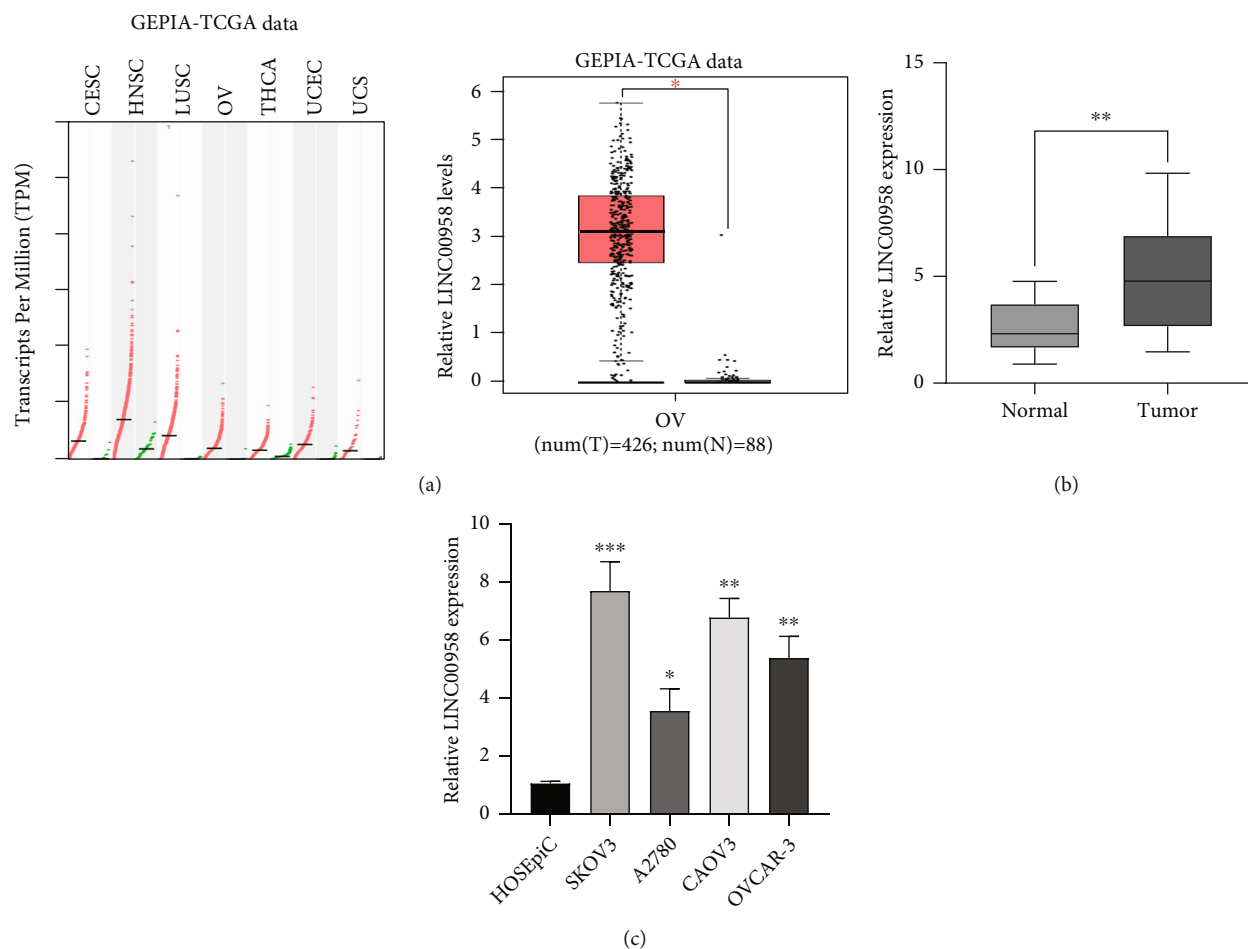 GEPIA-TCGA data
CESC
HNSC
LUSC
OV
THCA
UCEC
UCS
Transcripts Per Million (TPM)
GEPIA-TCGA data
*
6
5
4
3
2
1
0
Relative LINC00958 levels
OV
(num(T)=426; num(N)=88)
(a)
15
10
5
0
Relative LINC00958 expression
**
Normal
Tumor
(b)
10
8
6
4
2
0
Relative LINC00958 expression
***
*
**
**
HOSEpiC
SKOV3
A2780
CAOV3
OVCAR-3
(c)